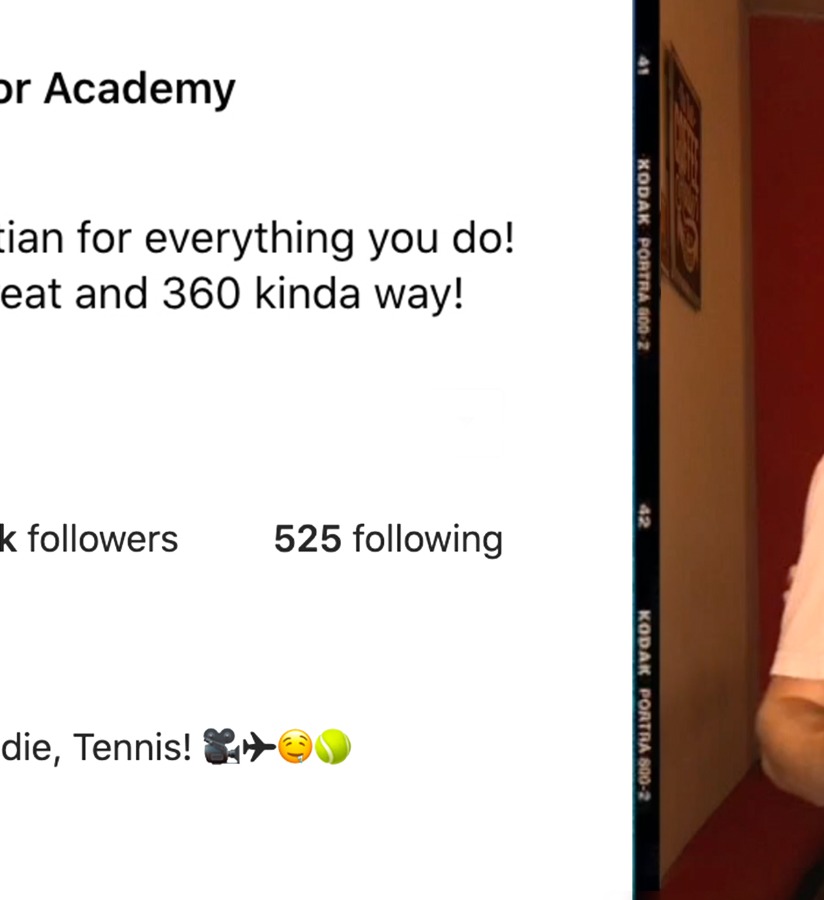 or Academy
tian for everything you do!
eat and 360 kinda way!
k followers 525 following
die, Tennis! 🎥✈🤤🎾
41
KODAK PORTRA 800-2
42
KODAK PORTRA 800-2